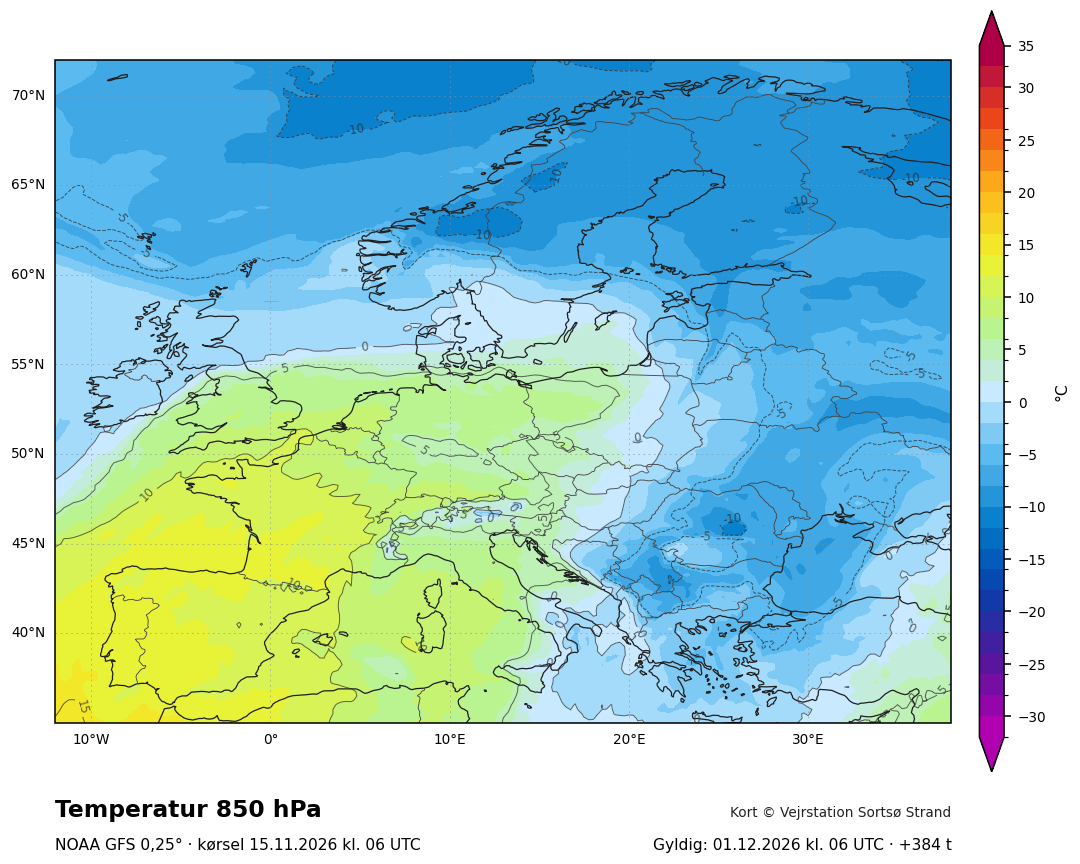 35
30
25
20
15
10
5
0
−5
−10
−15
−20
−25
−30
°C
70°N
65°N
60°N
55°N
50°N
45°N
40°N
10°W
0°
10°E
20°E
30°E
Temperatur 850 hPa
Kort © Vejrstation Sortsø Strand
NOAA GFS 0,25° · kørsel 15.11.2026 kl. 06 UTC
Gyldig: 01.12.2026 kl. 06 UTC · +384 t